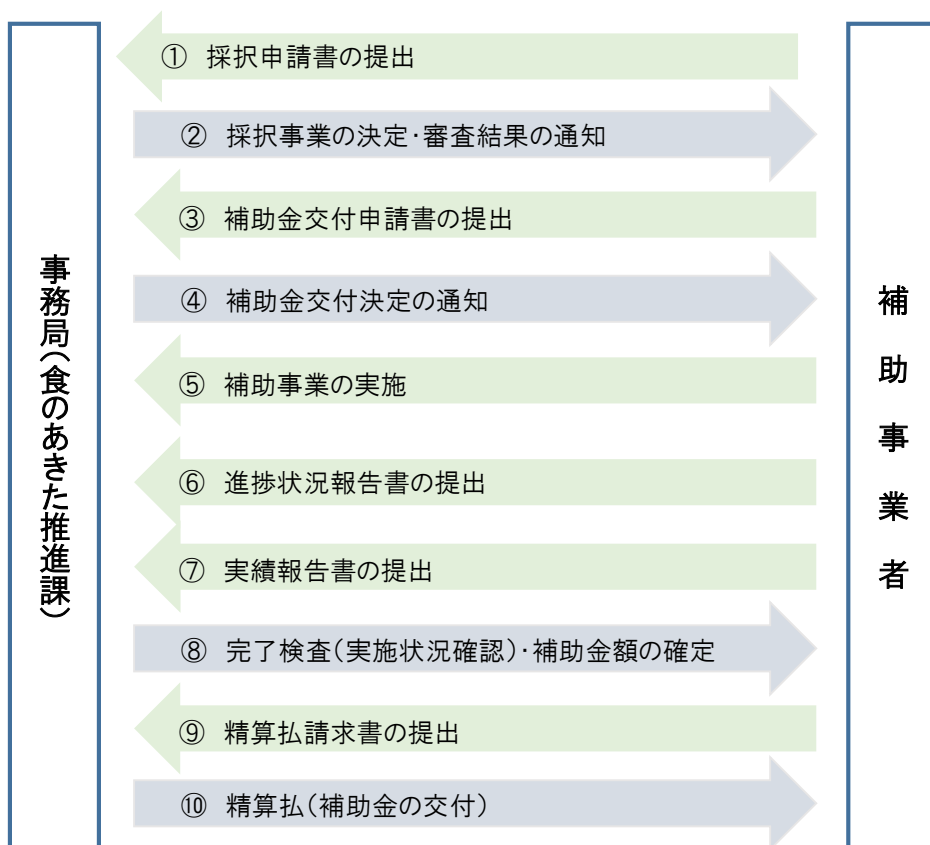 ① 採択申請書の提出
② 採択事業の決定・審査結果の通知
③ 補助金交付申請書の提出
④ 補助金交付決定の通知
⑤ 補助事業の実施
⑥ 進捗状況報告書の提出
⑦ 実績報告書の提出
⑧ 完了検査(実施状況確認)・補助金額の確定
⑨ 精算払請求書の提出
⑩ 精算払(補助金の交付)
事務局(食のあきた推進課)
補助事業者